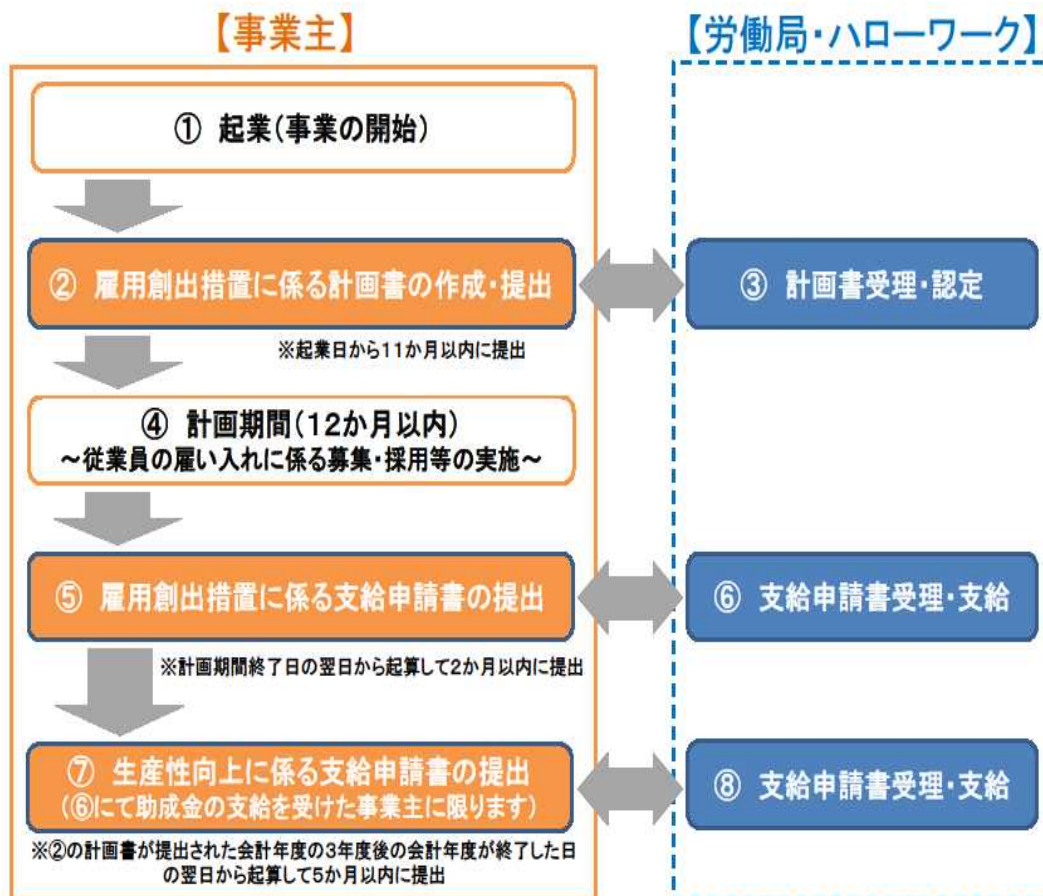 【事業主】
【労働局・ハローワーク】
① 起業(事業の開始)
② 雇用創出措置に係る計画書の作成・提出
③ 計画書受理・認定
※起業日から11か月以内に提出
④ 計画期間(12か月以内)
~従業員の雇い入れに係る募集・採用等の実施~
⑤ 雇用創出措置に係る支給申請書の提出
⑥ 支給申請書受理・支給
※計画期間終了日の翌日から起算して2か月以内に提出
⑦ 生産性向上に係る支給申請書の提出
(⑥にて助成金の支給を受けた事業主に限ります)
⑧ 支給申請書受理・支給
※②の計画書が提出された会計年度の3年度後の会計年度が終了した日
の翌日から起算して5か月以内に提出